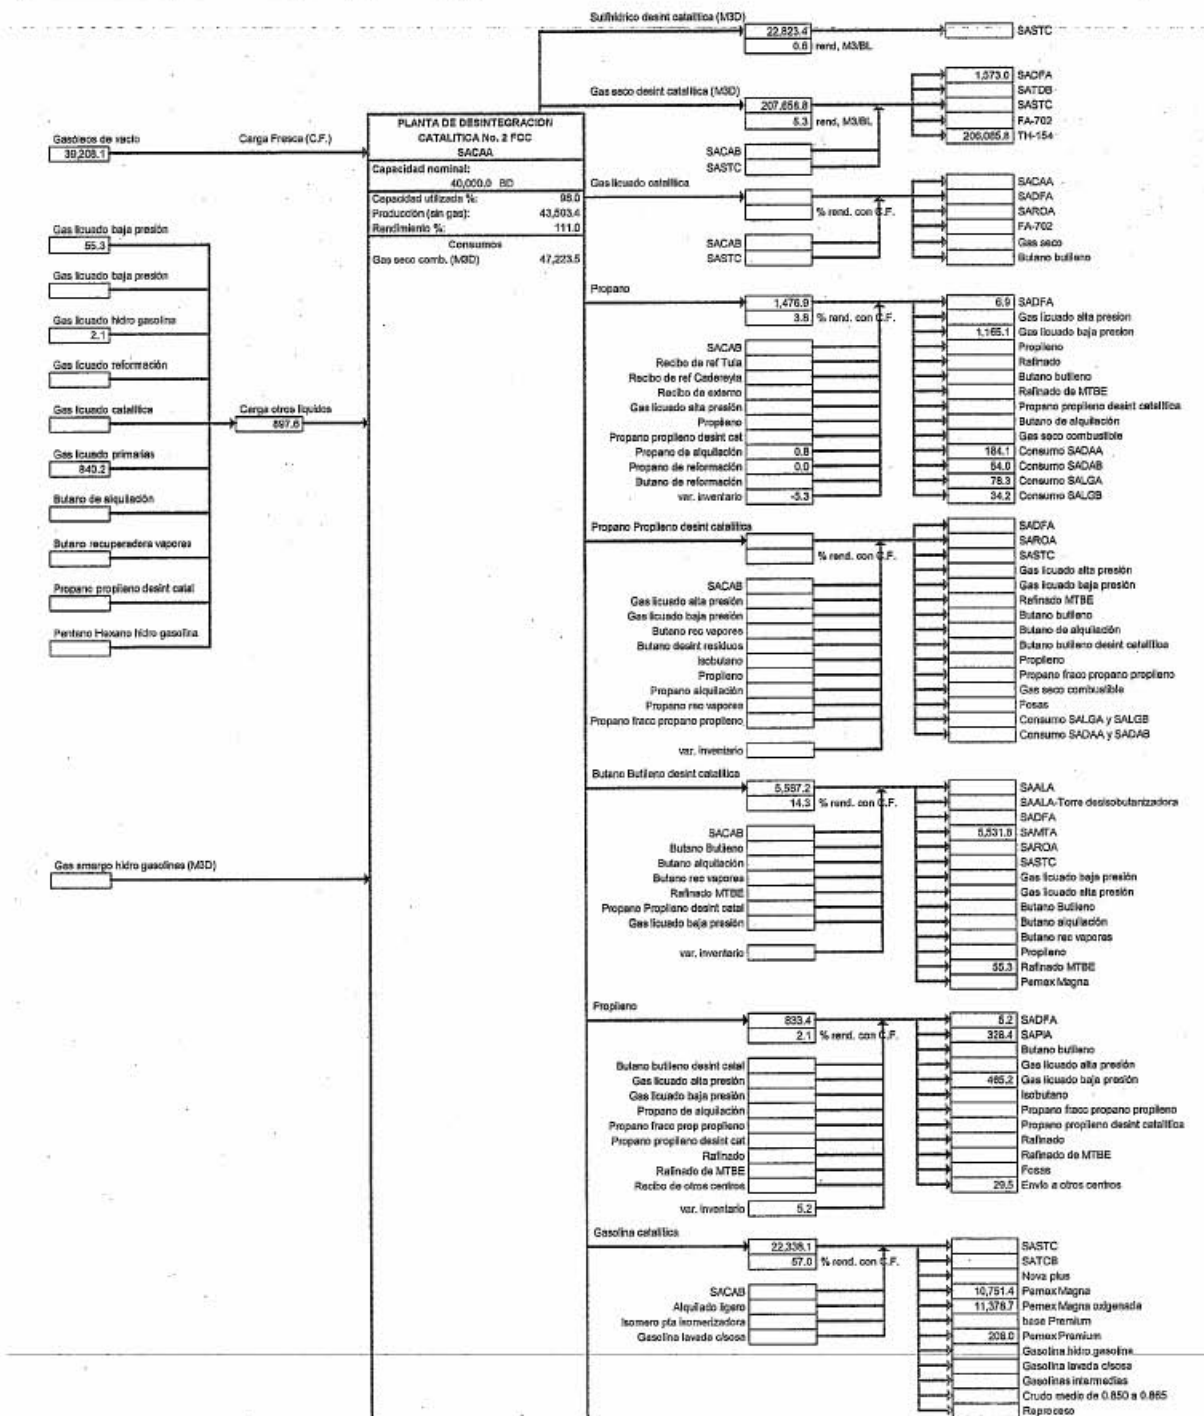 Sulfhídrico desint catalítica (M3D)
22,823.4
0.6 rend, M3/BL
SASTC
Gas seco desint catalítica (M3D)
207,658.8
5.3 rend, M3/BL
SACAB
SASTC
1,573.0 SADFA
SATDB
SASTC
FA-702
206,085.8 TH-154
Gasóleos de vacío
39,208.1
Carga Fresca (C.F.)
PLANTA DE DESINTEGRACION
CATALITICA No. 2 FCC
SACAA
Capacidad nominal:
40,000.0 BD
Capacidad utilizada %: 98.0
Producción (sin gas): 43,503.4
Rendimiento %: 111.0
Consumos
Gas seco comb. (M3D) 47,223.5
Gas licuado baja presión
55.3
Gas licuado baja presión
Gas licuado hidro gasolina
2.1
Gas licuado reformación
Gas licuado catalítica
Gas licuado primarias
840.2
Butano de alquilación
Butano recuperadora vapores
Propano propileno desint catal
Pentano Hexano hidro gasolina
Carga otros líquidos
897.6
Gas amargo hidro gasolinas (M3D)
Gas licuado catalítica
% rend. con C.F.
SACAB
SASTC
SACAA
SADFA
SAROA
FA-702
Gas seco
Butano butileno
Propano
1,476.9
3.8 % rend. con C.F.
SACAB
Recibo de ref Tula
Recibo de ref Cadereyta
Recibo de externo
Gas licuado alta presión
Propileno
Propano propileno desint cat
Propano de alquilación 0.8
Propano de reformación 0.0
Butano de reformación
var. inventario -5.3
6.9 SADFA
Gas licuado alta presion
1,165.1 Gas licuado baja presion
Propileno
Rafinado
Butano butileno
Rafinado de MTBE
Propano propileno desint catalítica
Butano de alquilación
Gas seco combustible
184.1 Consumo SADAA
54.0 Consumo SADAB
78.3 Consumo SALGA
34.2 Consumo SALGB
Propano Propileno desint catalítica
% rend. con C.F.
SACAB
Gas licuado alta presión
Gas licuado baja presión
Butano rec vapores
Butano desint residuos
Isobutano
Propileno
Propano alquilación
Propano rec vapores
Propano fracc propano propileno
var. inventario
SADFA
SAROA
SASTC
Gas licuado alta presión
Gas licuado baja presión
Refinado MTBE
Butano butileno
Butano de alquilación
Butano butileno desint catalítica
Propileno
Propano fracc propano propileno
Gas seco combustible
Fosas
Consumo SALGA y SALGB
Consumo SADAA y SADAB
Butano Butileno desint catalítica
5,587.2
14.3 % rend. con C.F.
SACAB
Butano Butileno
Butano alquilación
Butano rec vapores
Rafinado MTBE
Propano Propileno desint catal
Gas licuado baja presión
var. inventario
SAALA
SAALA-Torre desisobutanizadora
SADFA
5,531.8 SAMTA
SAROA
SASTC
Gas licuado baja presión
Gas licuado alta presión
Butano Butileno
Butano alquilación
Butano rec vapores
Propileno
55.3 Rafinado MTBE
Pemex Magna
Propileno
833.4
2.1 % rend. con C.F.
Butano butileno desint catal
Gas licuado alta presión
Gas licuado baja presión
Propano de alquilación
Propano fracc prop propileno
Propano propileno desint cat
Rafinado
Rafinado de MTBE
Recibo de otros centros
var. inventario 5.2
5.2 SADFA
328.4 SAPIA
Butano butileno
Gas licuado alta presión
465.2 Gas licuado baja presión
Isobutano
Propano fracc propano propileno
Propano propileno desint catalítica
Rafinado
Rafinado de MTBE
Fosas
29.5 Envío a otros centros
Gasolina catalítica
22,338.1
57.0 % rend. con C.F.
SACAB
Alquilado ligero
Isomero pta isomerizadora
Gasolina lavada c/sosa
SASTC
SATCB
Nova plus
10,751.4 Pemex Magna
11,378.7 Pemex Magna oxigenada
base Premium
208.0 Pemex Premium
Gasolina hidro gasolina
Gasolina lavada c/sosa
Gasolinas intermedias
Crudo medio de 0.850 a 0.865
Reproceso